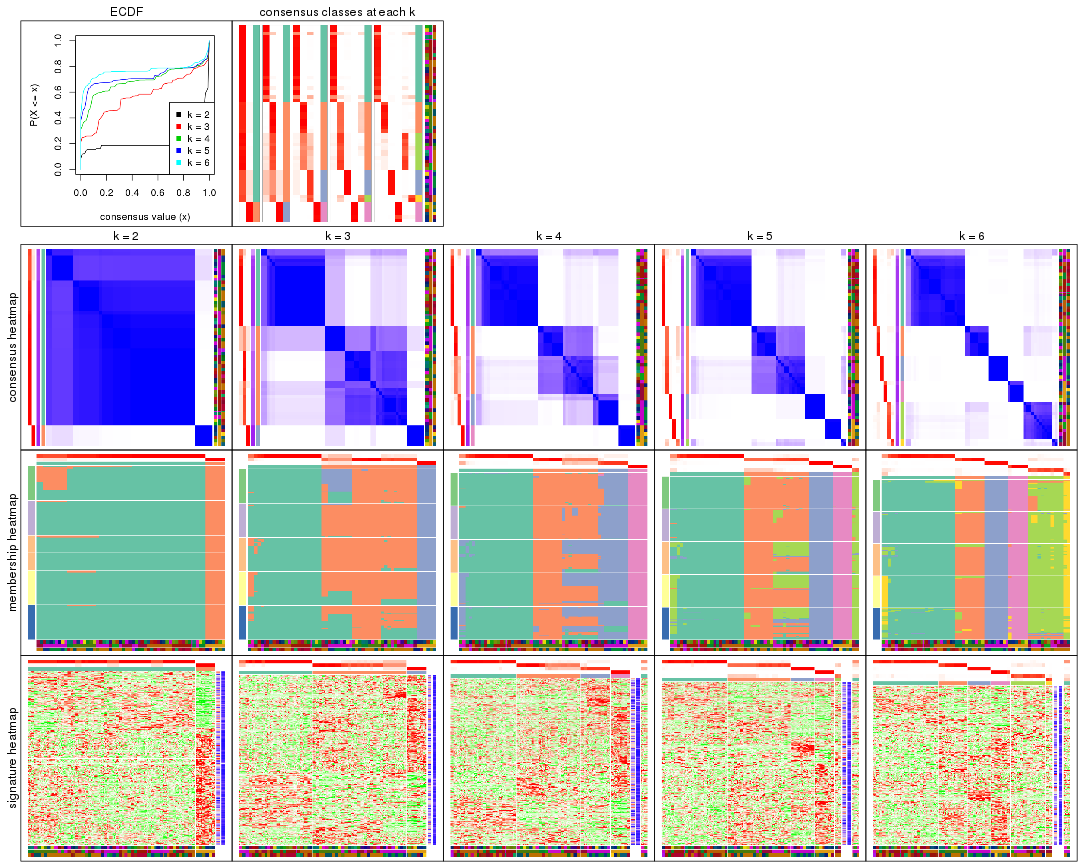 ECDF
consensus classes at each k
P(X <= x)
0.0 0.2 0.4 0.6 0.8 1.0
k = 2
k = 3
k = 4
k = 5
k = 6
0.0 0.2 0.4 0.6 0.8 1.0
consensus value (x)
k = 2 k = 3 k = 4 k = 5 k = 6
consensus heatmap
membership heatmap
signature heatmap